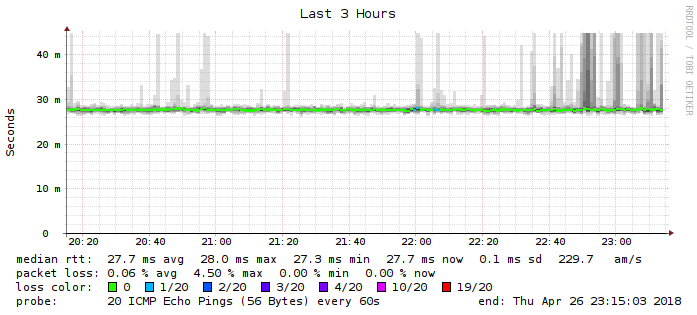 Last 3 Hours
RRDTOOL / TOBI OETIKER
Seconds
40 m
30 m
20 m
10 m
0
20:20 20:40 21:00 21:20 21:40 22:00 22:20 22:40 23:00
median rtt: 27.7 ms avg 28.0 ms max 27.3 ms min 27.7 ms now 0.1 ms sd 229.7 am/s
packet loss: 0.06 % avg 4.50 % max 0.00 % min 0.00 % now
loss color: 0 1/20 2/20 3/20 4/20 10/20 19/20
probe: 20 ICMP Echo Pings (56 Bytes) every 60s end: Thu Apr 26 23:15:03 2018